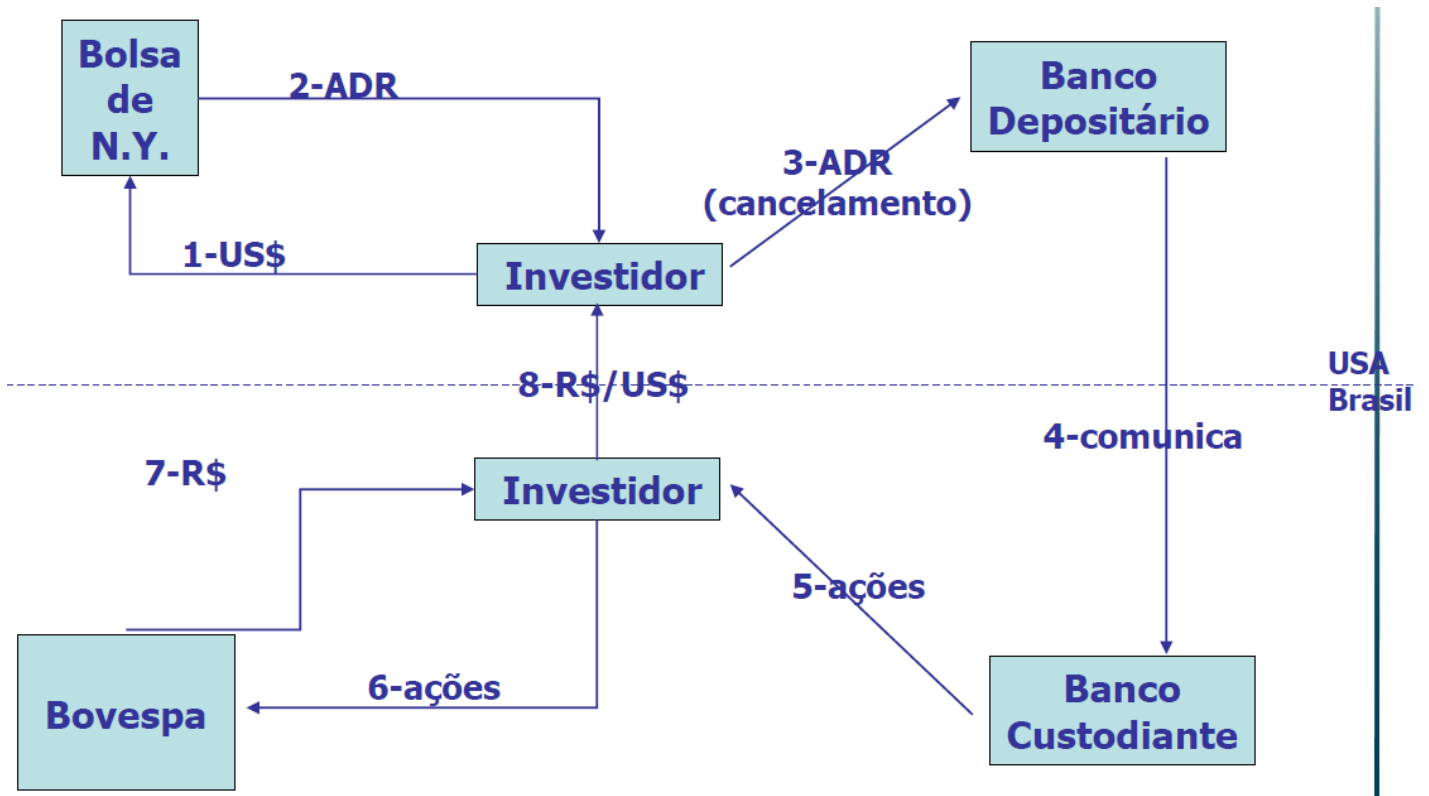 Bolsa
de
N.Y.
2-ADR
Banco
Depositário
3-ADR
(cancelamento)
1-US$
Investidor
USA
8-R$/US$
Brasil
4-comunica
7-R$
Investidor
5-ações
6-ações
Bovespa
Banco
Custodiante